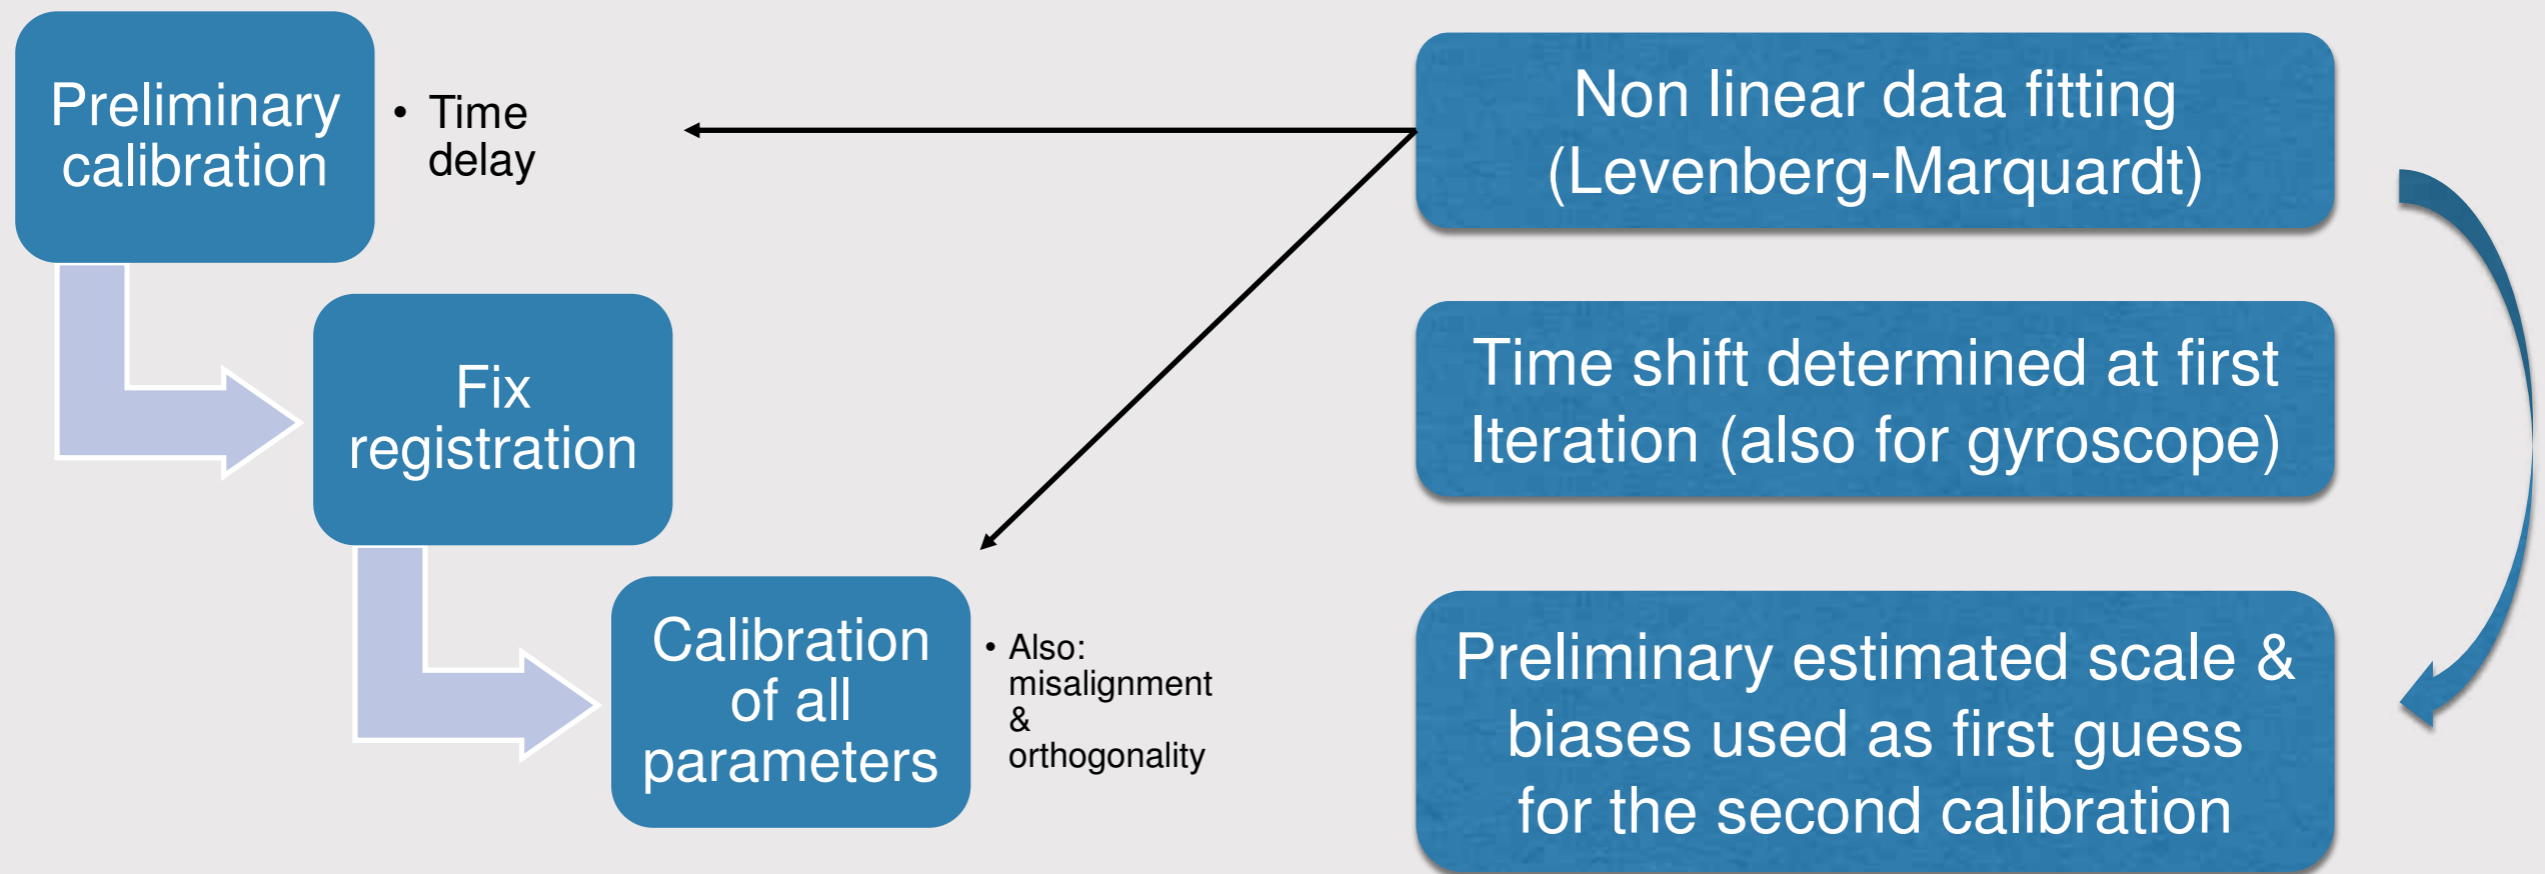 Preliminary
calibration
• Time
delay
Fix
registration
Calibration
of all
parameters
• Also:
misalignment
&
orthogonality
Non linear data fitting
(Levenberg-Marquardt)
Time shift determined at first
Iteration (also for gyroscope)
Preliminary estimated scale &
biases used as first guess
for the second calibration